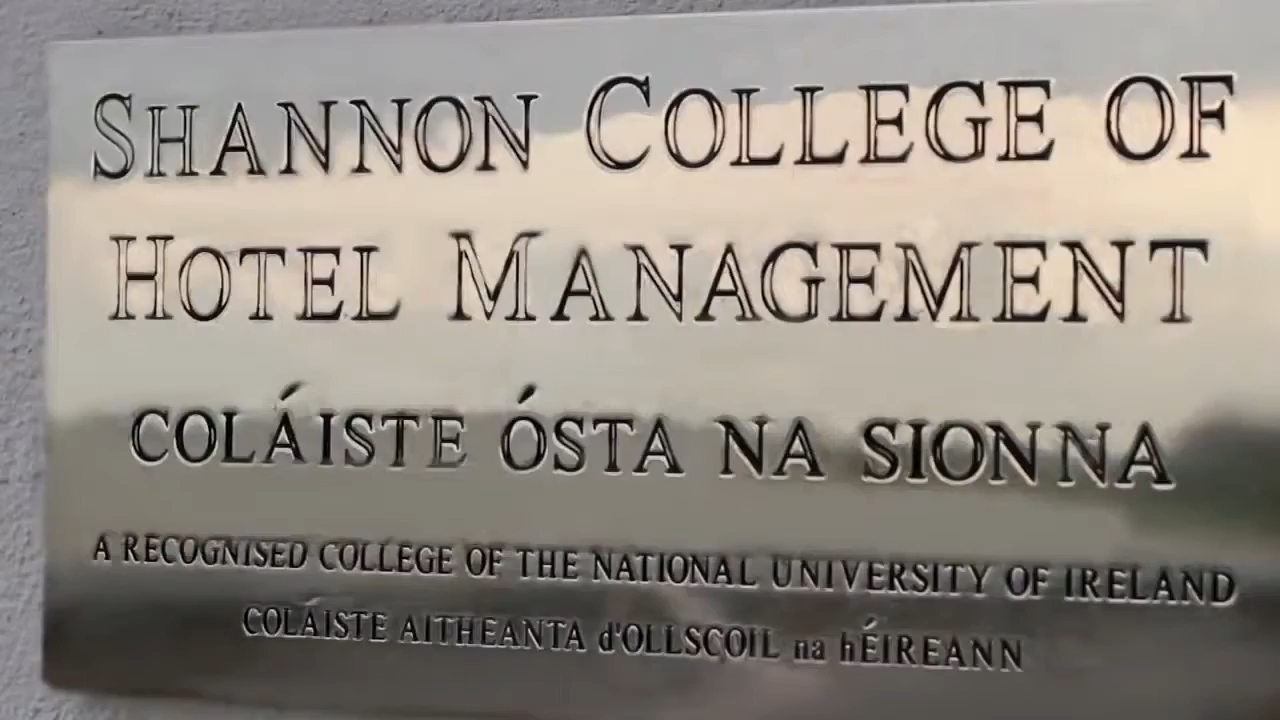 SHANNON COLLEGE OF
HOTEL MANAGEMENT
COLÁISTE ÓSTA NA SIONNA
A RECOGNISED COLLEGE OF THE NATIONAL UNIVERSITY OF IRELAND
COLÁISTE AITHEANTA d'OLLSCOIL na hÉIREANN